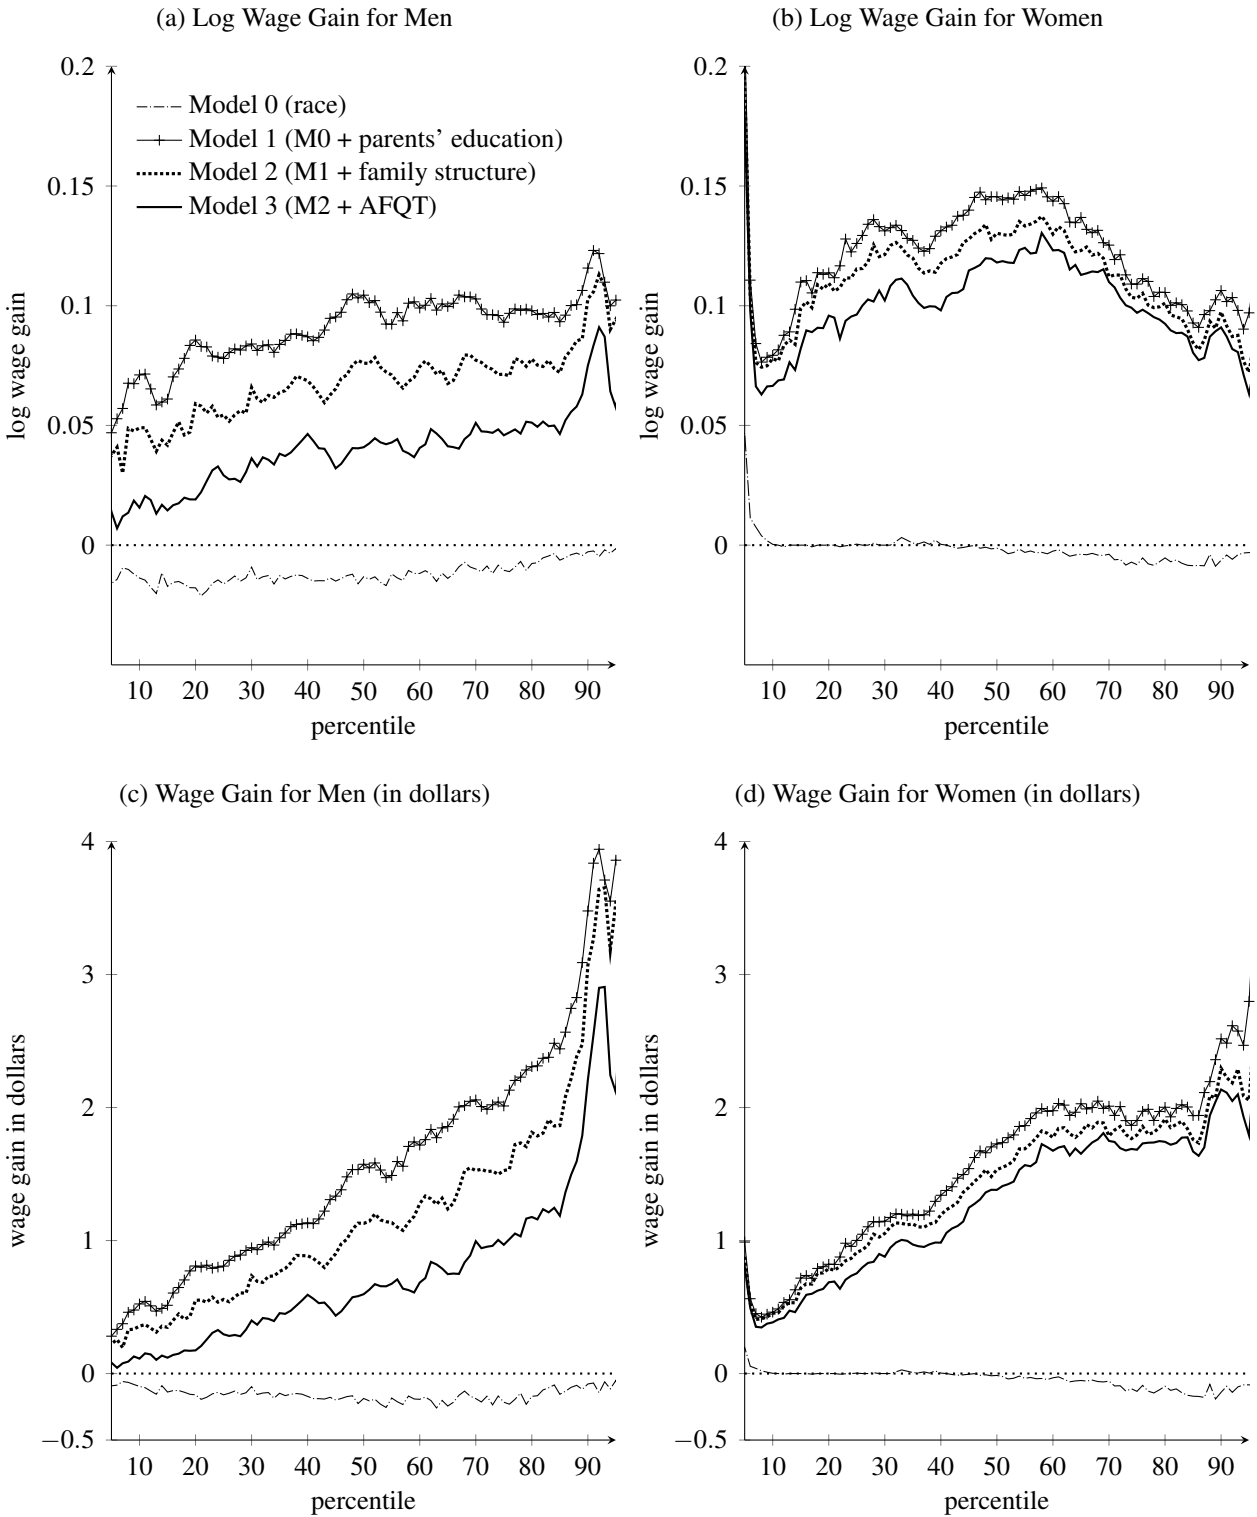 (a) Log Wage Gain for Men
0.2
0.15
0.1
0.05
0
log wage gain
Model 0 (race)
Model 1 (M0 + parents’ education)
Model 2 (M1 + family structure)
Model 3 (M2 + AFQT)
10 20 30 40 50 60 70 80 90
percentile
(b) Log Wage Gain for Women
0.2
0.15
0.1
0.05
0
log wage gain
10 20 30 40 50 60 70 80 90
percentile
(c) Wage Gain for Men (in dollars)
4
3
2
1
0
−0.5
wage gain in dollars
10 20 30 40 50 60 70 80 90
percentile
(d) Wage Gain for Women (in dollars)
4
3
2
1
0
−0.5
wage gain in dollars
10 20 30 40 50 60 70 80 90
percentile